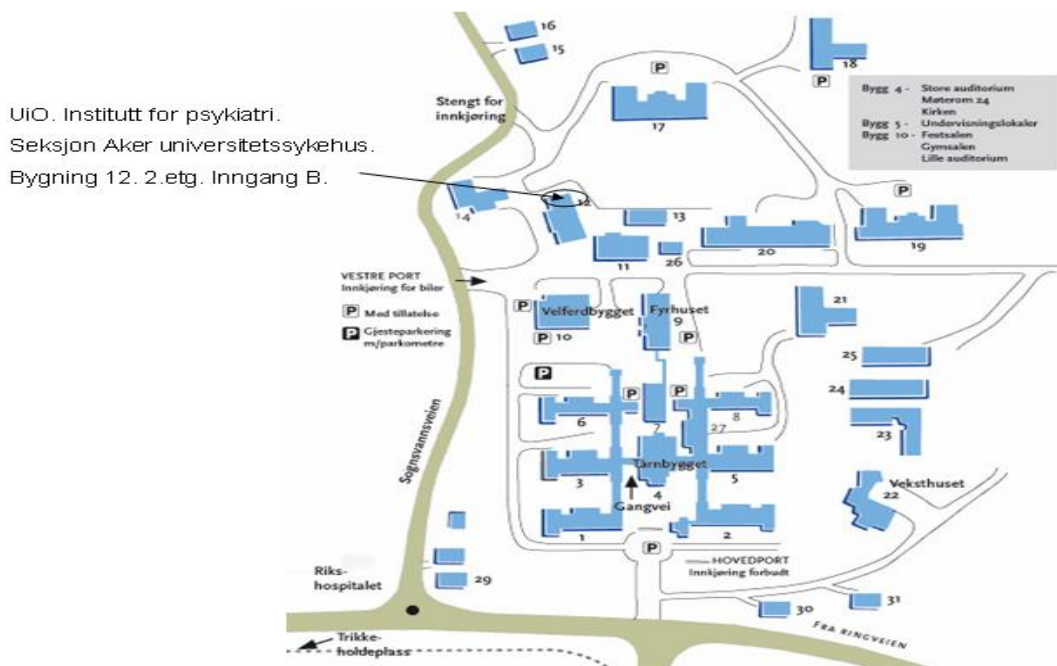 UiO. Institutt for psykiatri.
Seksjon Aker universitetssykehus.
Bygning 12. 2.etg. Inngang B.
16
15
P
18
P
Stengt for
innkjøring
17
Bygg 4 - Store auditorium
Møterom 24
Kirken
Bygg 5 - Undervisningslokaler
Bygg 10 - Festsalen
Gymsalen
Lille auditorium
14
12
13
P
11
26
20
19
VESTRE PORT
Innkjøring for biler
P Med tillatelse
P Gjesteparkering
m/parkometre
P
Velferdbygget
P 10
Fyrhuset
9
P
21
25
24
23
P
P
P
6
7
8
27
Sognsvannsveien
3
Tårnbygget
4
5
Gangvei
Veksthuset
22
1
2
P
HOVEDPORT
Innkjøring forbudt
Riks-
hospitalet
29
30
31
FRA RINGVEIEN
Trikke-
holdeplass